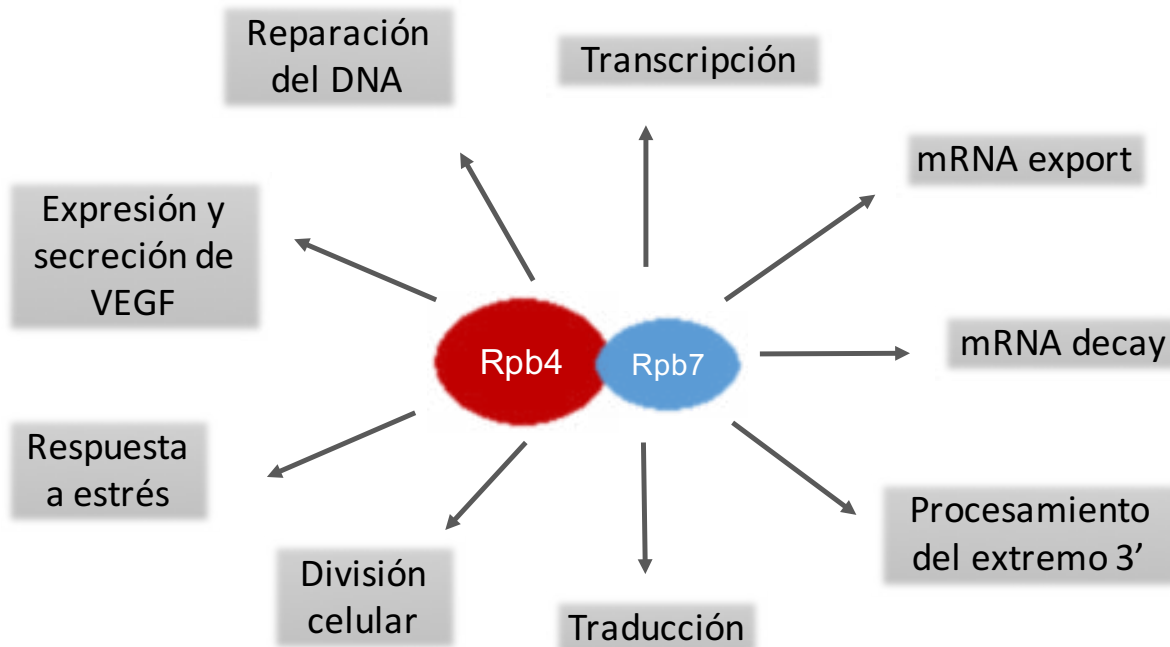 Reparación
del DNA
Transcripción
mRNA export
Expresión y
secreción de
VEGF
Rpb4
Rpb7
mRNA decay
Respuesta
a estrés
Procesamiento
del extremo 3’
División
celular
Traducción